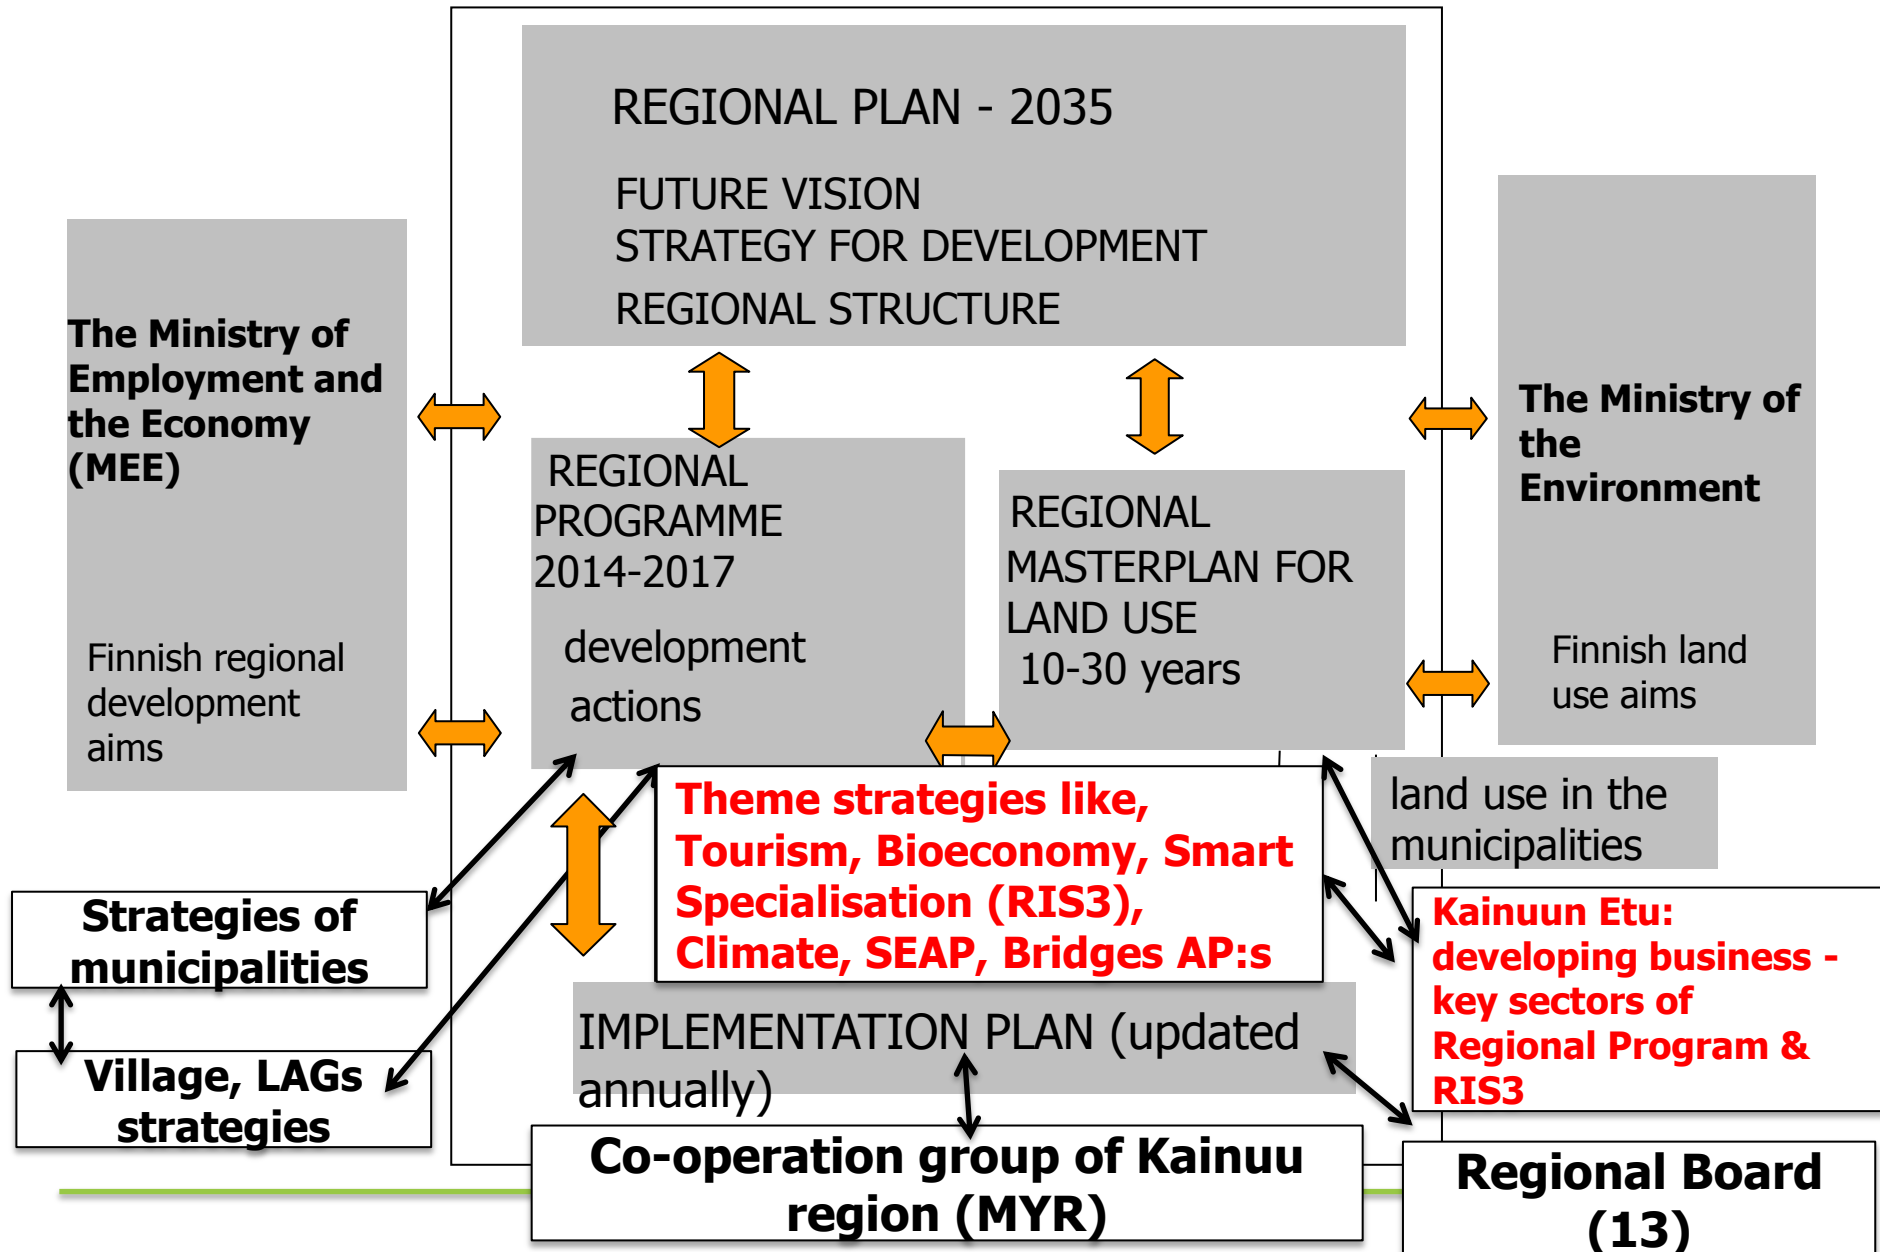 REGIONAL PLAN - 2035
FUTURE VISION
STRATEGY FOR DEVELOPMENT
REGIONAL STRUCTURE
The Ministry of
Employment and
the Economy
(MEE)
Finnish regional
development
aims
The Ministry of
the
Environment
Finnish land
use aims
REGIONAL
PROGRAMME
2014-2017
development
actions
REGIONAL
MASTERPLAN FOR
LAND USE
10-30 years
land use in the
municipalities
Theme strategies like,
Tourism, Bioeconomy, Smart
Specialisation (RIS3),
Climate, SEAP, Bridges AP:s
Strategies of
municipalities
Village, LAGs
strategies
Kainuun Etu:
developing business -
key sectors of
Regional Program &
RIS3
IMPLEMENTATION PLAN (updated
annually)
Co-operation group of Kainuu
region (MYR)
Regional Board
(13)